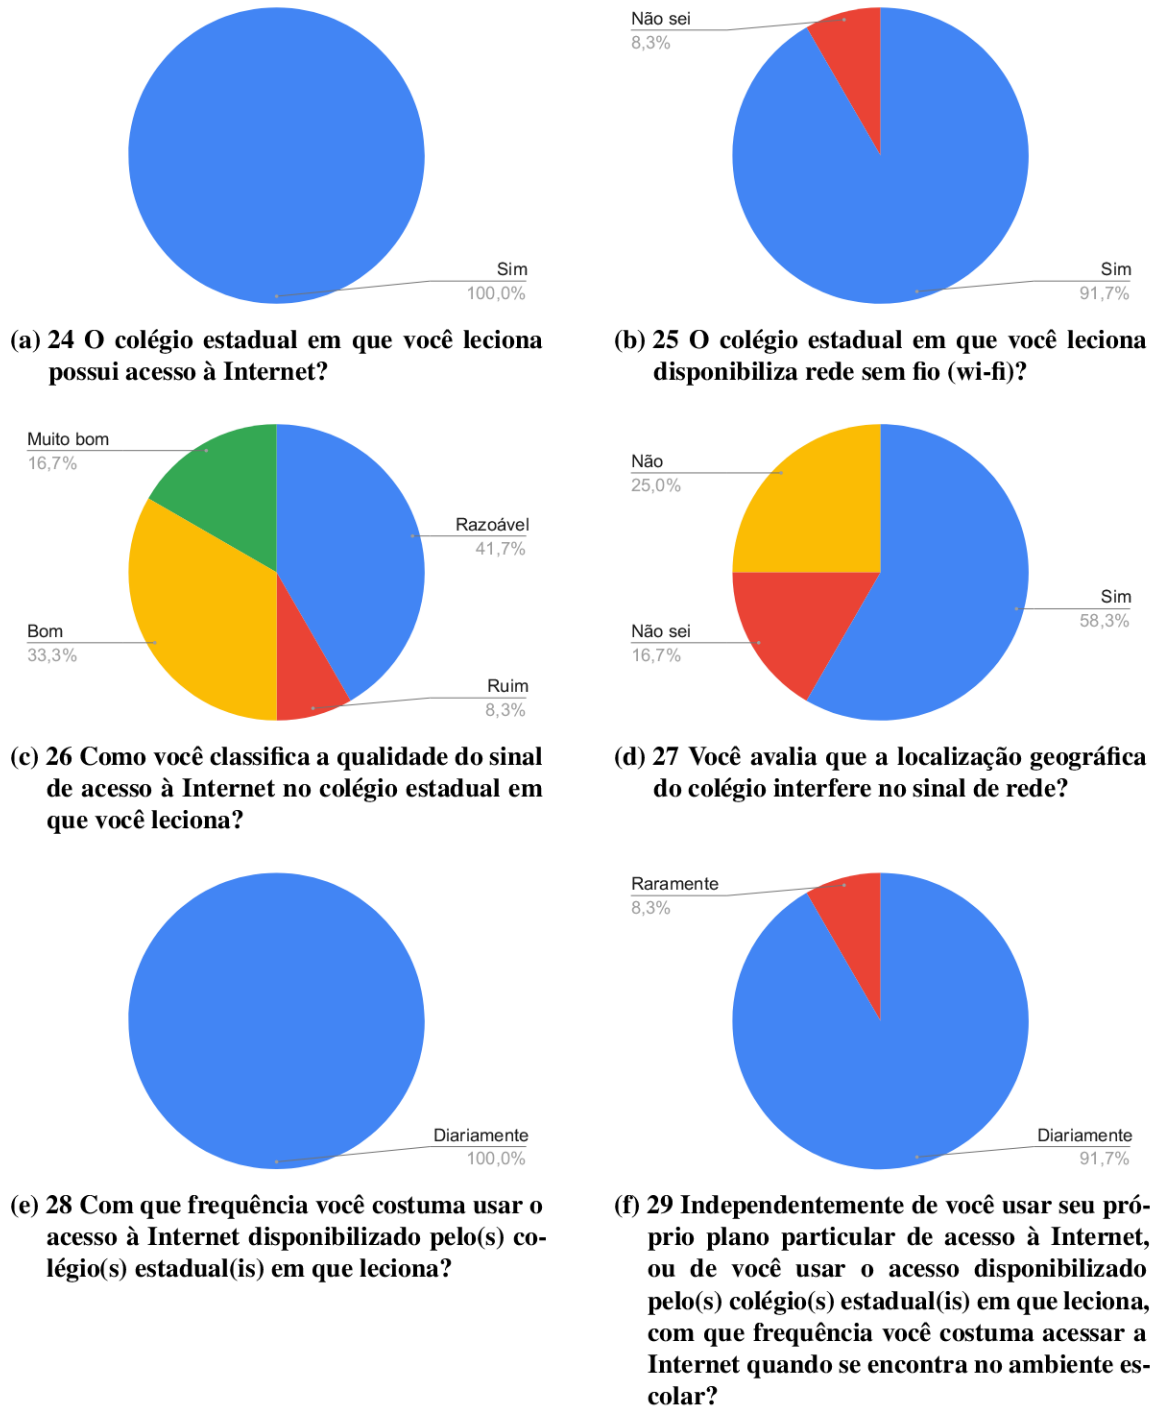 Sim
100,0%
(a) 24 O colégio estadual em que você leciona
possui acesso à Internet?
Não sei
8,3%
Sim
91,7%
(b) 25 O colégio estadual em que você leciona
disponibiliza rede sem fio (wi-fi)?
Muito bom
16,7%
Razoável
41,7%
Bom
33,3%
Ruim
8,3%
(c) 26 Como você classifica a qualidade do sinal
de acesso à Internet no colégio estadual em
que você leciona?
Não
25,0%
Sim
58,3%
Não sei
16,7%
(d) 27 Você avalia que a localização geográfica
do colégio interfere no sinal de rede?
Diariamente
100,0%
(e) 28 Com que frequência você costuma usar o
acesso à Internet disponibilizado pelo(s) co-
légio(s) estadual(is) em que leciona?
Raramente
8,3%
Diariamente
91,7%
(f) 29 Independentemente de você usar seu pró-
prio plano particular de acesso à Internet,
ou de você usar o acesso disponibilizado
pelo(s) colégio(s) estadual(is) em que leciona,
com que frequência você costuma acessar a
Internet quando se encontra no ambiente es-
colar?